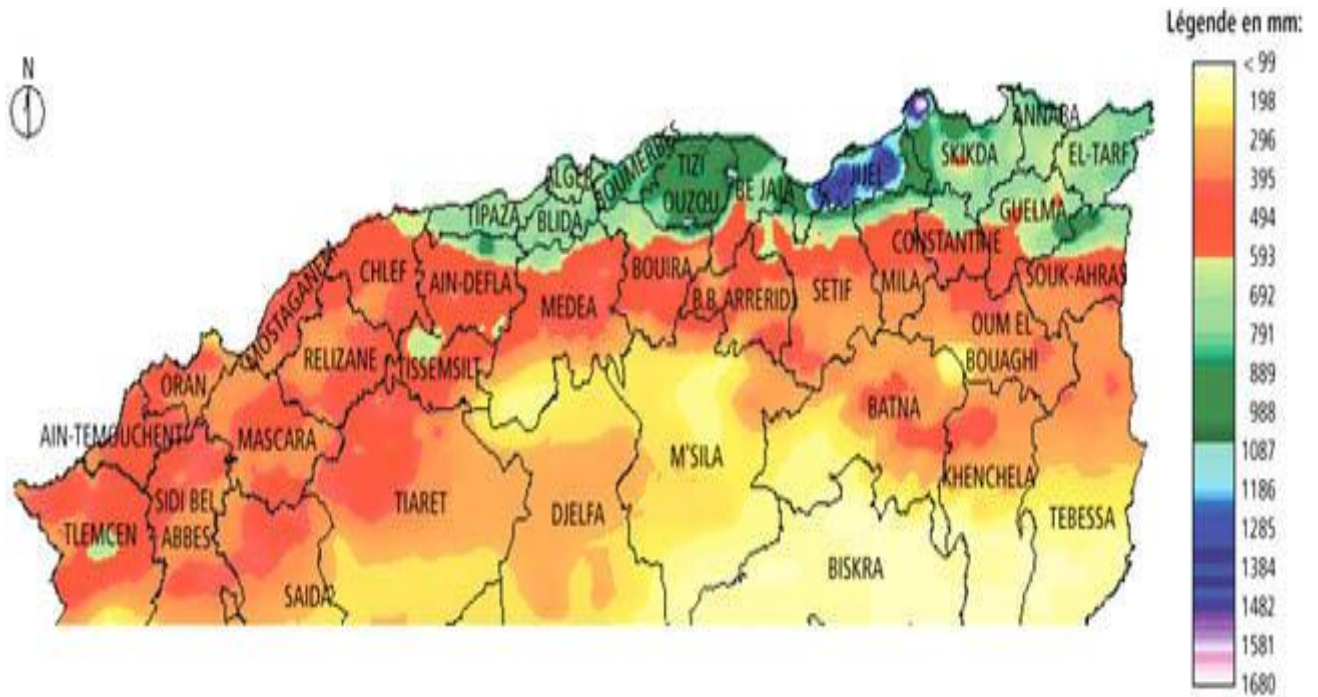 Légende en mm:
< 99
198
296
395
494
593
692
791
889
988
1087
1186
1285
1384
1482
1581
1680
N
ANNABA
SKIKDA
EL-TARF
JIJEL
BOUMERDES
TIZI
OUZOU
BEJAIA
ALGER
TIPAZA
BLIDA
GUELMA
CONSTANTINE
CHLEF
AIN-DEFLA
MEDEA
BOUIRA
B.B. ARRERIDJ
SETIF
MILA
SOUK-AHRAS
MOSTAGANEM
RELIZANE
TISSEMSILT
OUM EL
BOUAGHI
ORAN
BATNA
AIN-TEMOUCHENT
MASCARA
M'SILA
KHENCHELA
SIDI BEL
ABBES
TIARET
DJELFA
TEBESSA
TLEMCEN
BISKRA
SAIDA